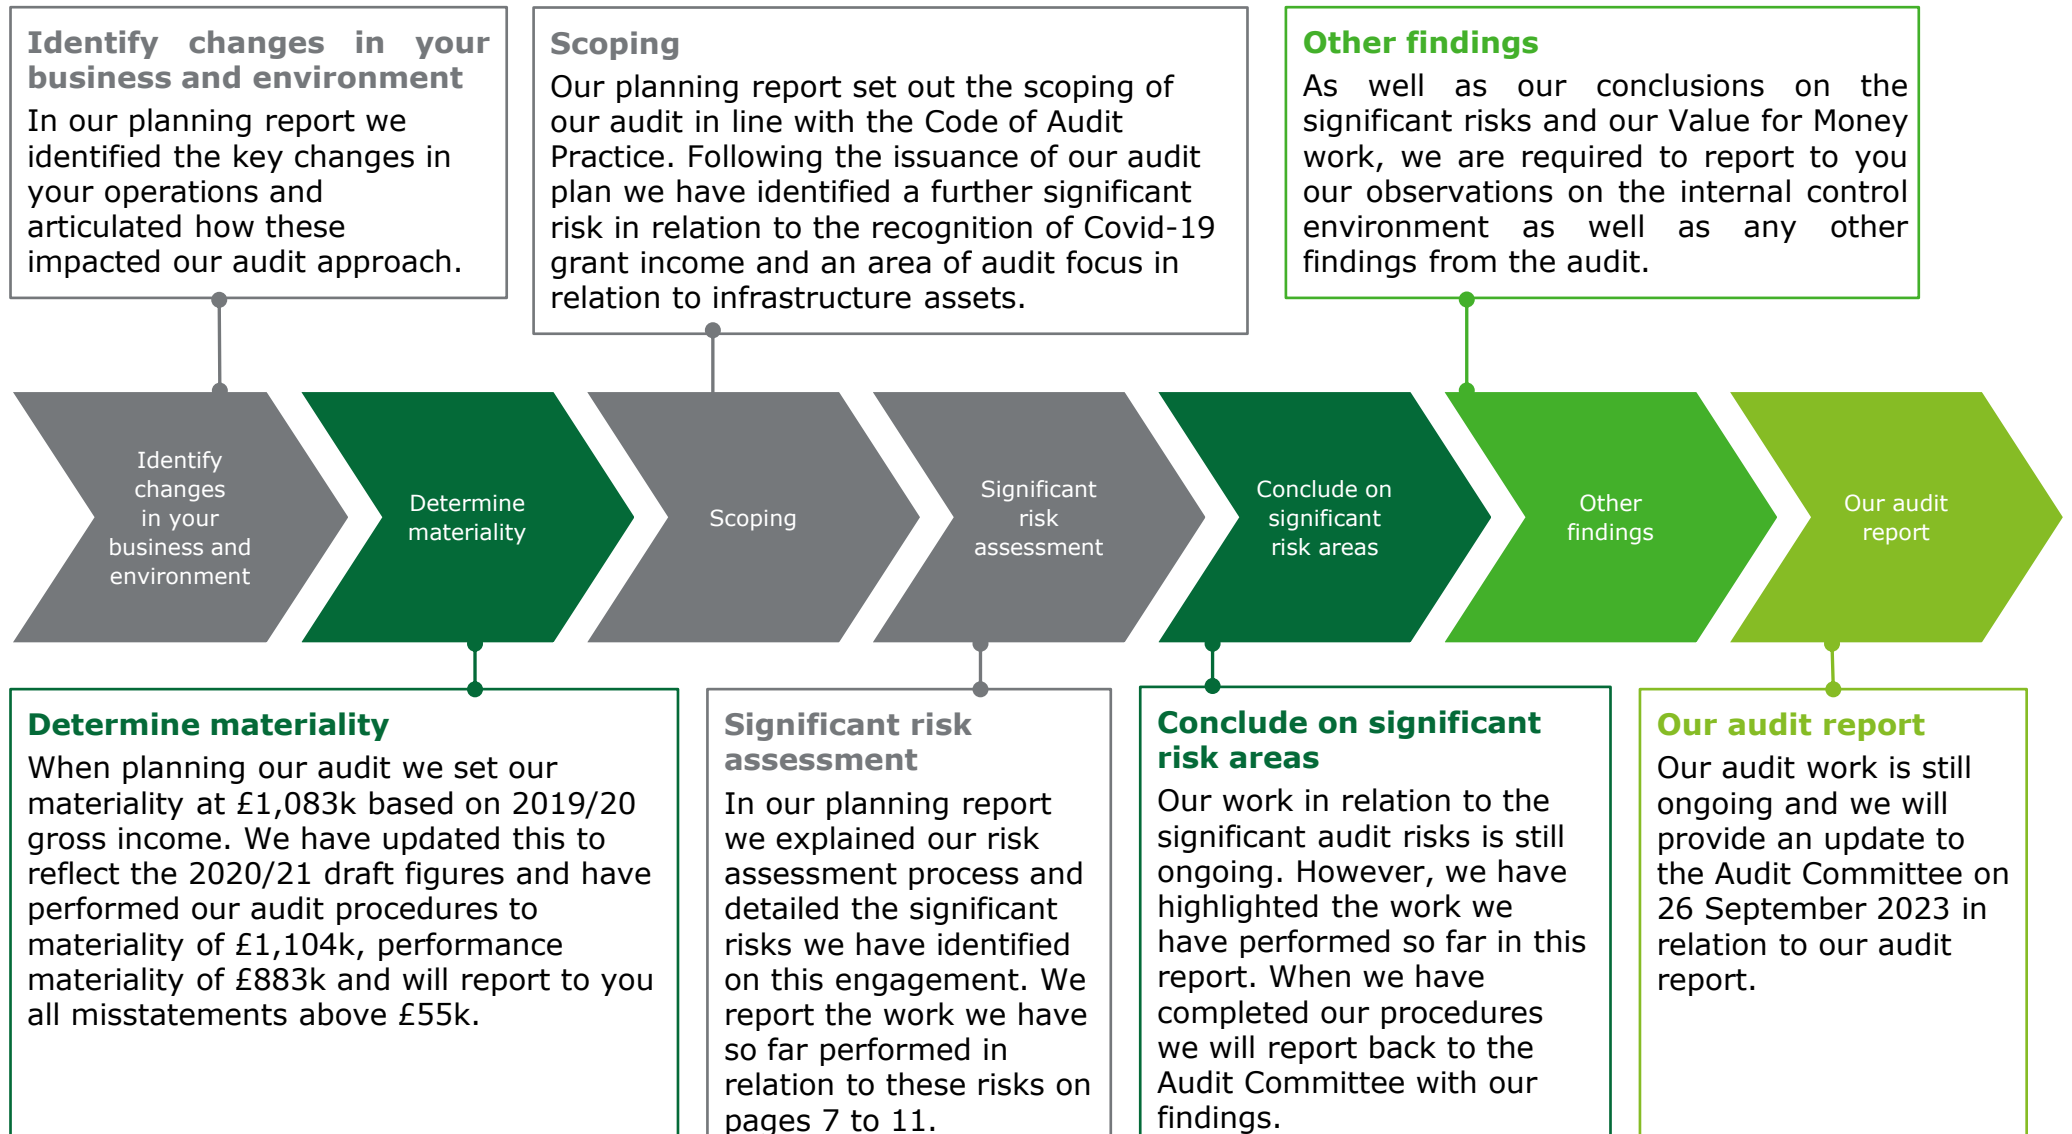 Identify changes in your
business and environment
In our planning report we
identified the key changes in
your operations and
articulated how these
impacted our audit approach.
Scoping
Our planning report set out the scoping of
our audit in line with the Code of Audit
Practice. Following the issuance of our audit
plan we have identified a further significant
risk in relation to the recognition of Covid-19
grant income and an area of audit focus in
relation to infrastructure assets.
Other findings
As well as our conclusions on the
significant risks and our Value for Money
work, we are required to report to you
our observations on the internal control
environment as well as any other
findings from the audit.
Identify
changes
in your
business and
environment
Determine
materiality
Scoping
Significant
risk
assessment
Conclude on
significant
risk areas
Other
findings
Our audit
report
Determine materiality
When planning our audit we set our
materiality at £1,083k based on 2019/20
gross income. We have updated this to
reflect the 2020/21 draft figures and have
performed our audit procedures to
materiality of £1,104k, performance
materiality of £883k and will report to you
all misstatements above £55k.
Significant risk
assessment
In our planning report
we explained our risk
assessment process and
detailed the significant
risks we have identified
on this engagement. We
report the work we have
so far performed in
relation to these risks on
pages 7 to 11.
Conclude on significant
risk areas
Our work in relation to the
significant audit risks is still
ongoing. However, we have
highlighted the work we
have performed so far in this
report. When we have
completed our procedures
we will report back to the
Audit Committee with our
findings.
Our audit report
Our audit work is still
ongoing and we will
provide an update to
the Audit Committee on
26 September 2023 in
relation to our audit
report.